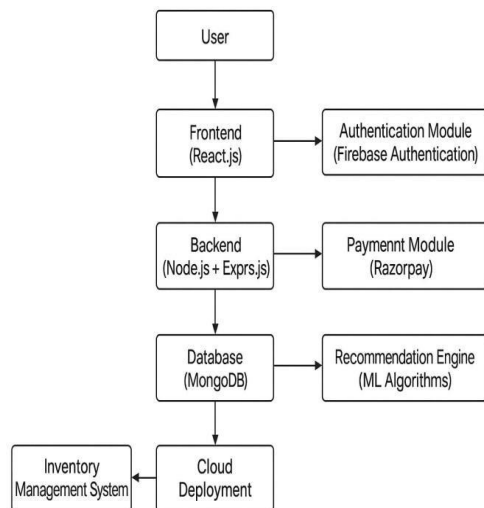 User
Frontend
(React.js)
Authentication Module
(Firebase Authentication)
Backend
(Node.js + Exprs.js)
Paymennt Module
(Razorpay)
Database
(MongoDB)
Recommendation Engine
(ML Algorithms)
Inventory
Management System
Cloud
Deployment